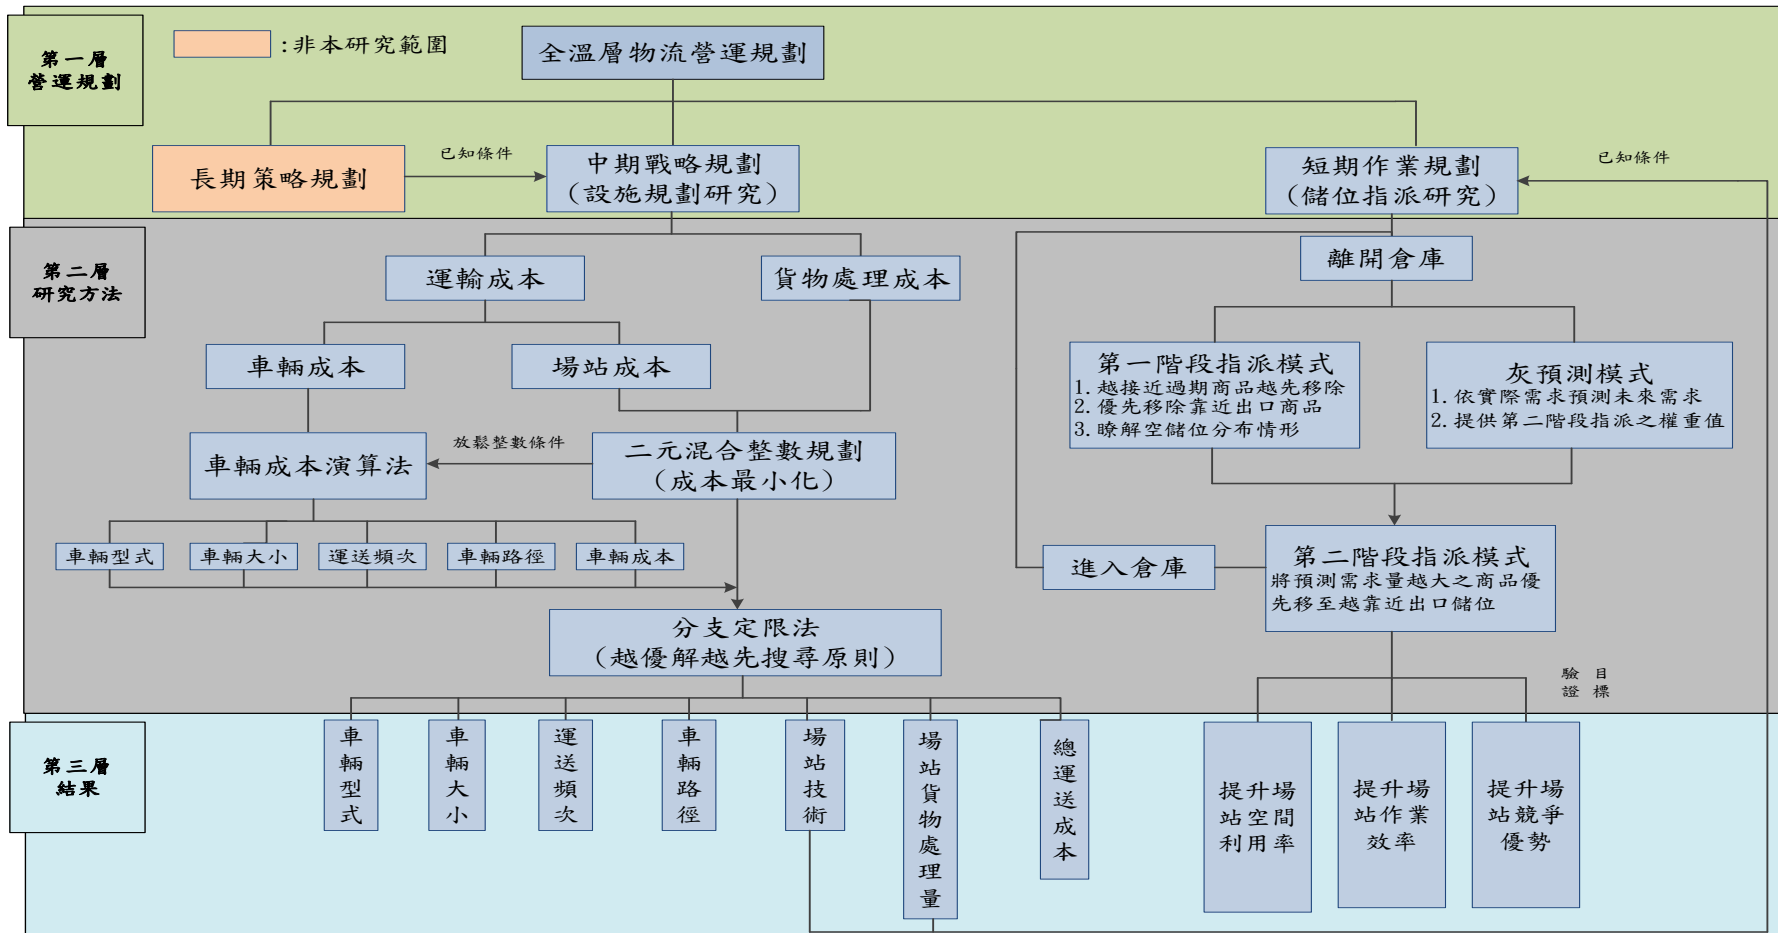 第一層
營運規劃
:非本研究範圍
全溫層物流營運規劃
長期策略規劃
已知條件
中期戰略規劃
(設施規劃研究)
短期作業規劃
(儲位指派研究)
已知條件
第二層
研究方法
運輸成本
貨物處理成本
離開倉庫
車輛成本
場站成本
第一階段指派模式
1. 越接近過期商品越先移除
2. 優先移除靠近出口商品
3. 瞭解空儲位分布情形
灰預測模式
1. 依實際需求預測未來需求
2. 提供第二階段指派之權重值
車輛成本演算法
放鬆整數條件
二元混合整數規劃
(成本最小化)
車輛型式
車輛大小
運送頻次
車輛路徑
車輛成本
進入倉庫
第二階段指派模式
將預測需求量越大之商品優
先移至越靠近出口儲位
分支定限法
(越優解越先搜尋原則)
驗 目
證 標
第三層
結果
車輛型式
車輛大小
運送頻次
車輛路徑
場站技術
場站貨物處理量
總運送成本
提升場
站空間
利用率
提升場
站作業
效率
提升場
站競爭
優勢